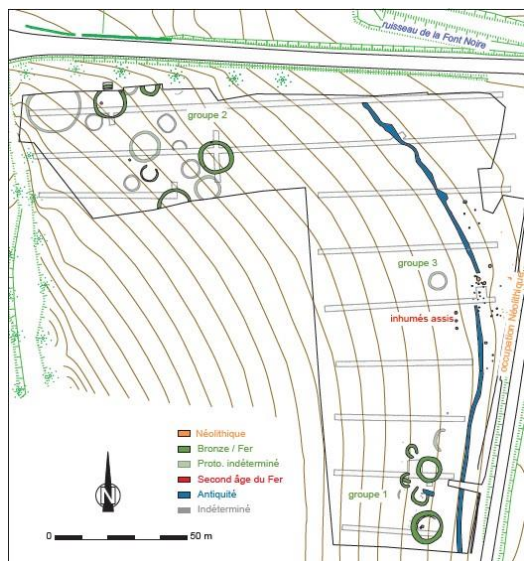 ruisseau de la Font Noire
groupe 2
groupe 3
inhumés assis
occupation Néolithique
Néolithique
Bronze / Fer
Proto. indéterminé
Second âge du Fer
Antiquité
Indéterminé
N
groupe 1
0 50 m